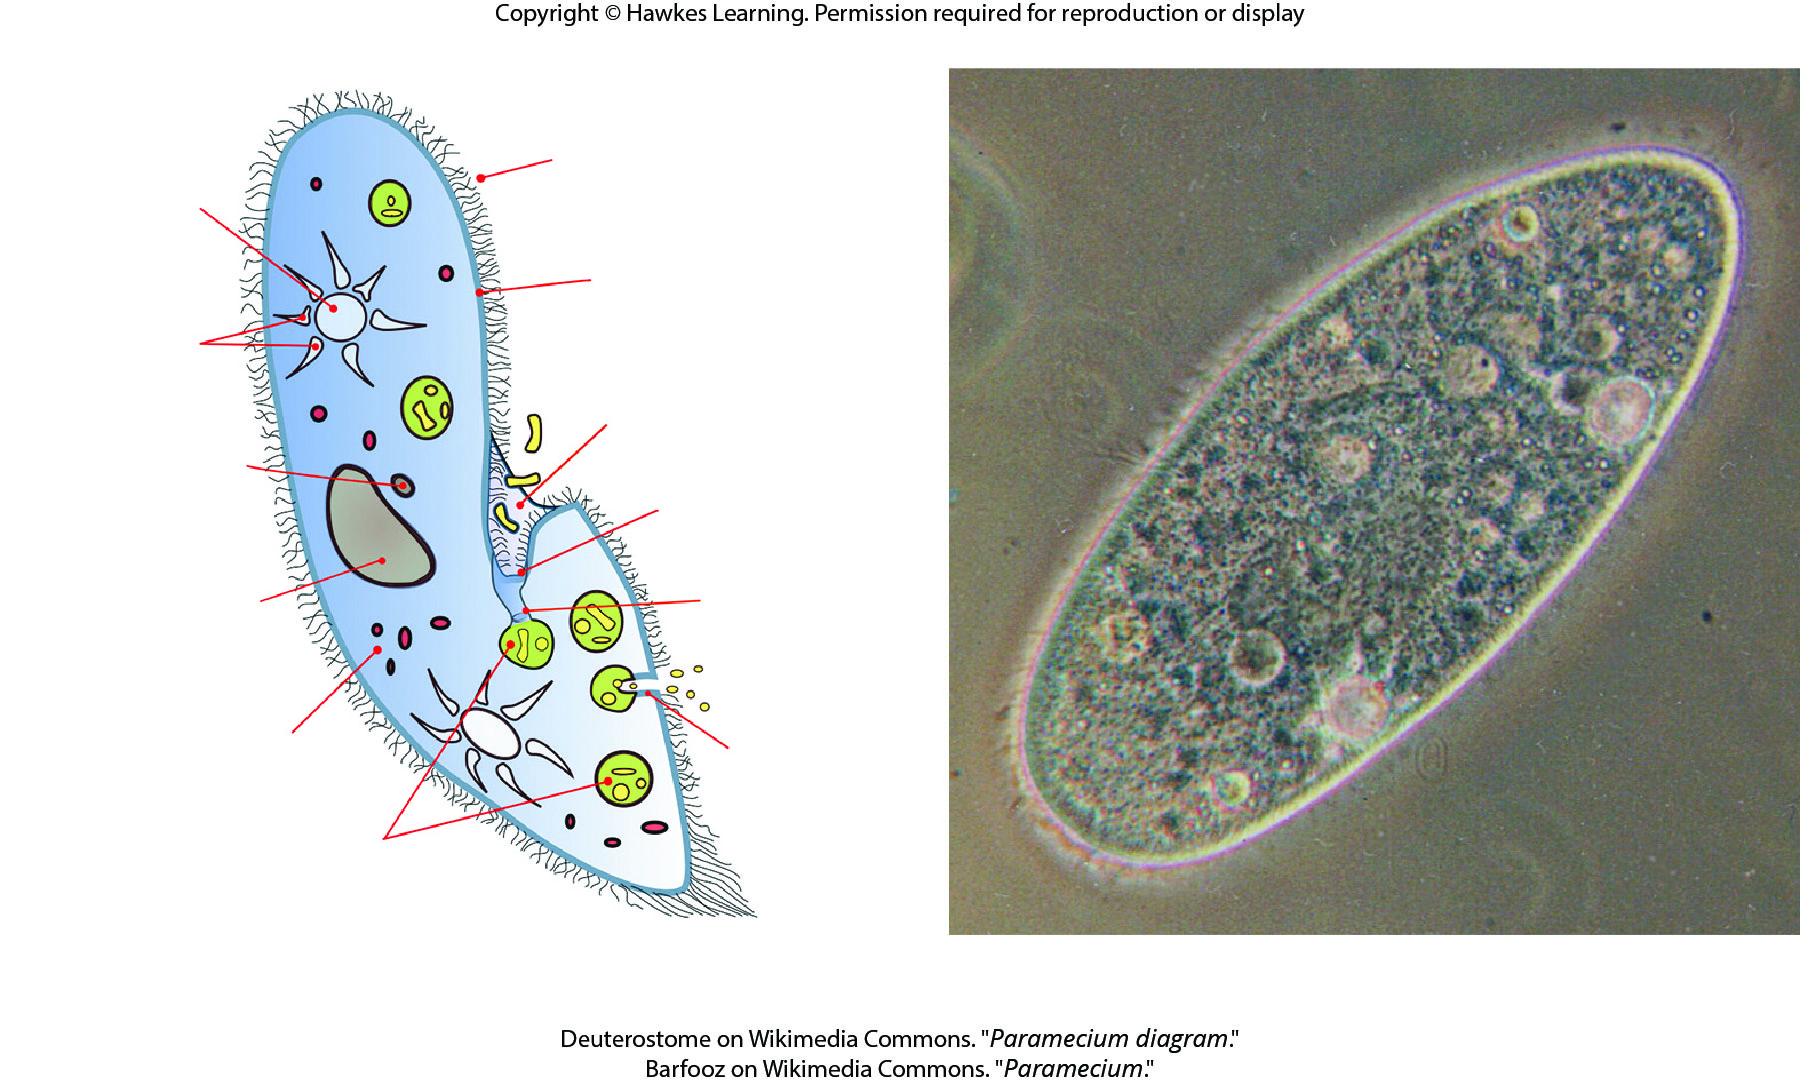 Copyright © Hawkes Learning. Permission required for reproduction or display
Deuterostome on Wikimedia Commons. "Paramecium diagram."
Barfooz on Wikimedia Commons. "Paramecium."